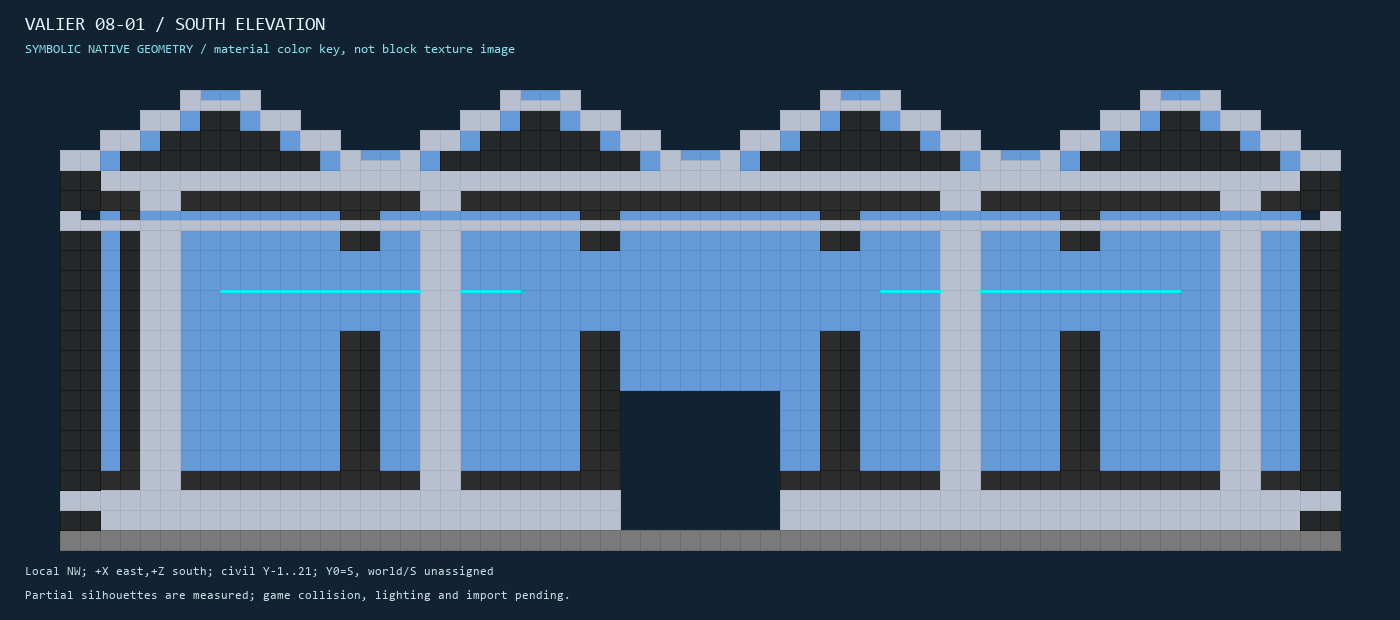 VALIER 08-01 / SOUTH ELEVATION
SYMBOLIC NATIVE GEOMETRY / material color key, not block texture image
Local NW; +X east,+Z south; civil Y-1..21; Y0=S, world/S unassigned
Partial silhouettes are measured; game collision, lighting and import pending.